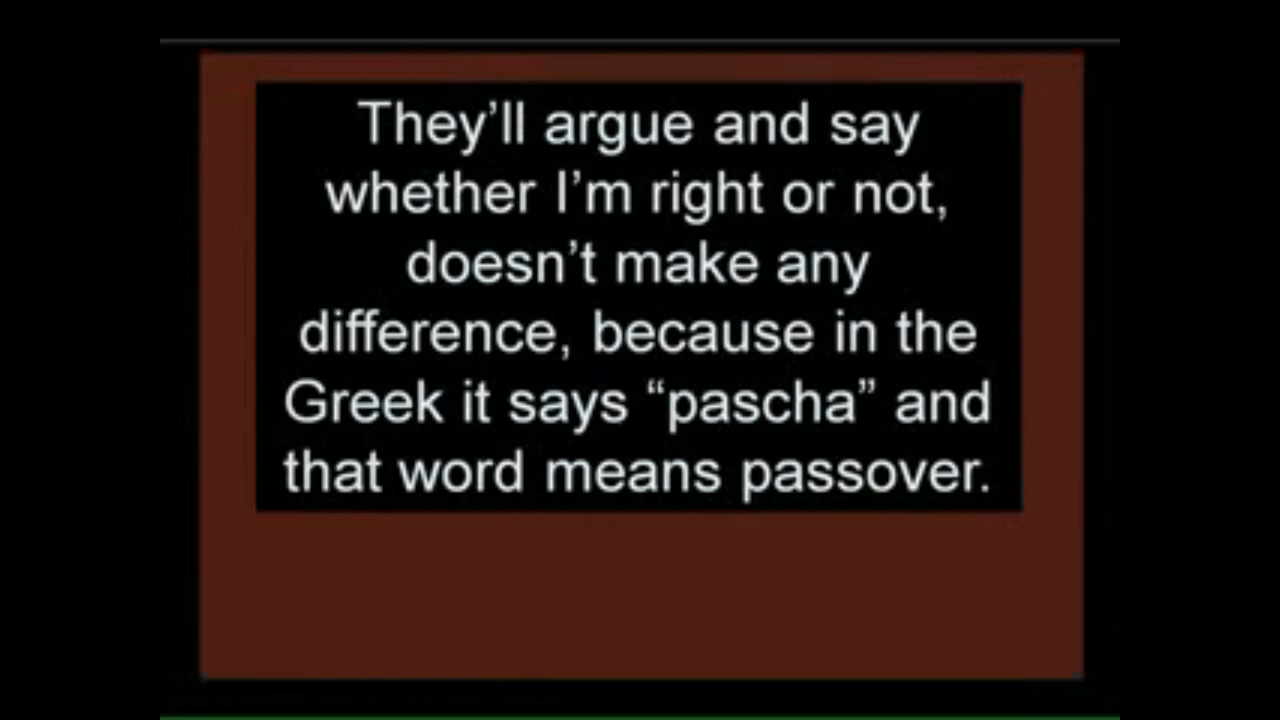 They’ll argue and say
whether I’m right or not,
doesn’t make any
difference, because in the
Greek it says “pascha” and
that word means passover.